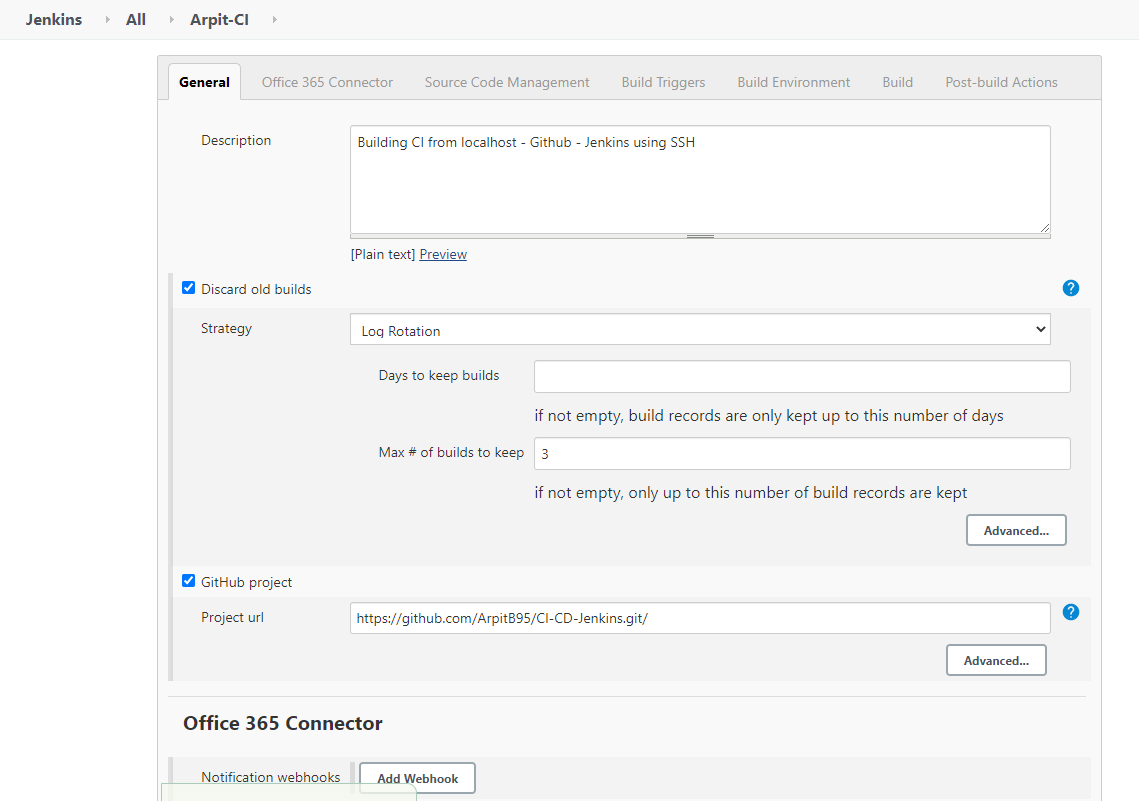 Jenkins All Arpit-CI
General Office 365 Connector Source Code Management Build Triggers Build Environment Build Post-build Actions
Description
Building CI from localhost - Github - Jenkins using SSH
[Plain text] Preview
Discard old builds
?
Strategy
Log Rotation
Days to keep builds
if not empty, build records are only kept up to this number of days
Max # of builds to keep
3
if not empty, only up to this number of build records are kept
Advanced...
GitHub project
Project url
https://github.com/ArpitB95/CI-CD-Jenkins.git/
?
Advanced...
Office 365 Connector
Notification webhooks
Add Webhook